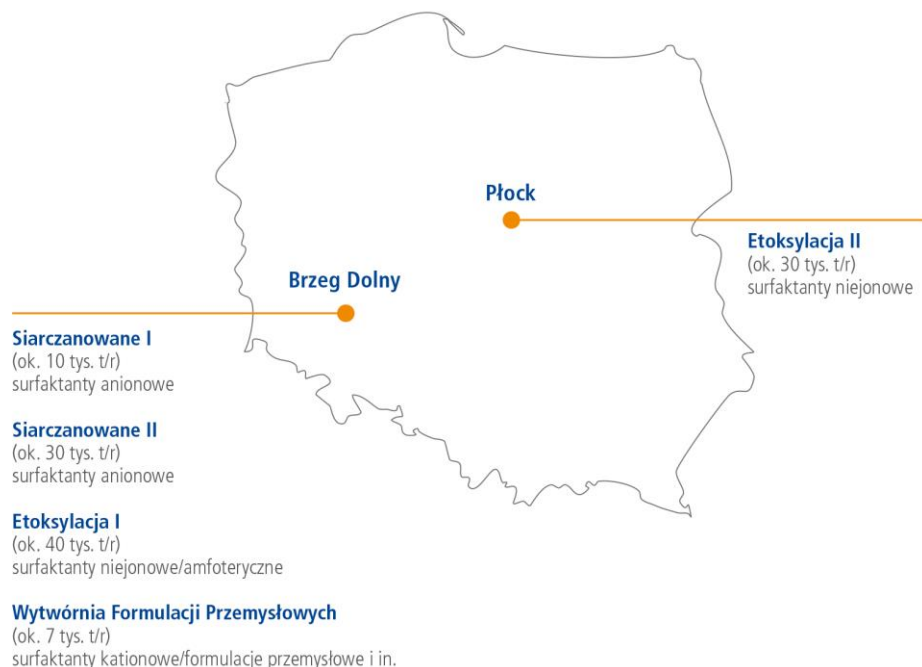 Płock
Etoksylacja II
(ok. 30 tys. t/r)
surfaktanty niejonowe
Brzeg Dolny
Siarczanowane I
(ok. 10 tys. t/r)
surfaktanty anionowe
Siarczanowane II
(ok. 30 tys. t/r)
surfaktanty anionowe
Etoksylacja I
(ok. 40 tys. t/r)
surfaktanty niejonowe/amfoteryczne
Wytwórnia Formulacji Przemysłowych
(ok. 7 tys. t/r)
surfaktanty kationowe/formulacje przemysłowe i in.